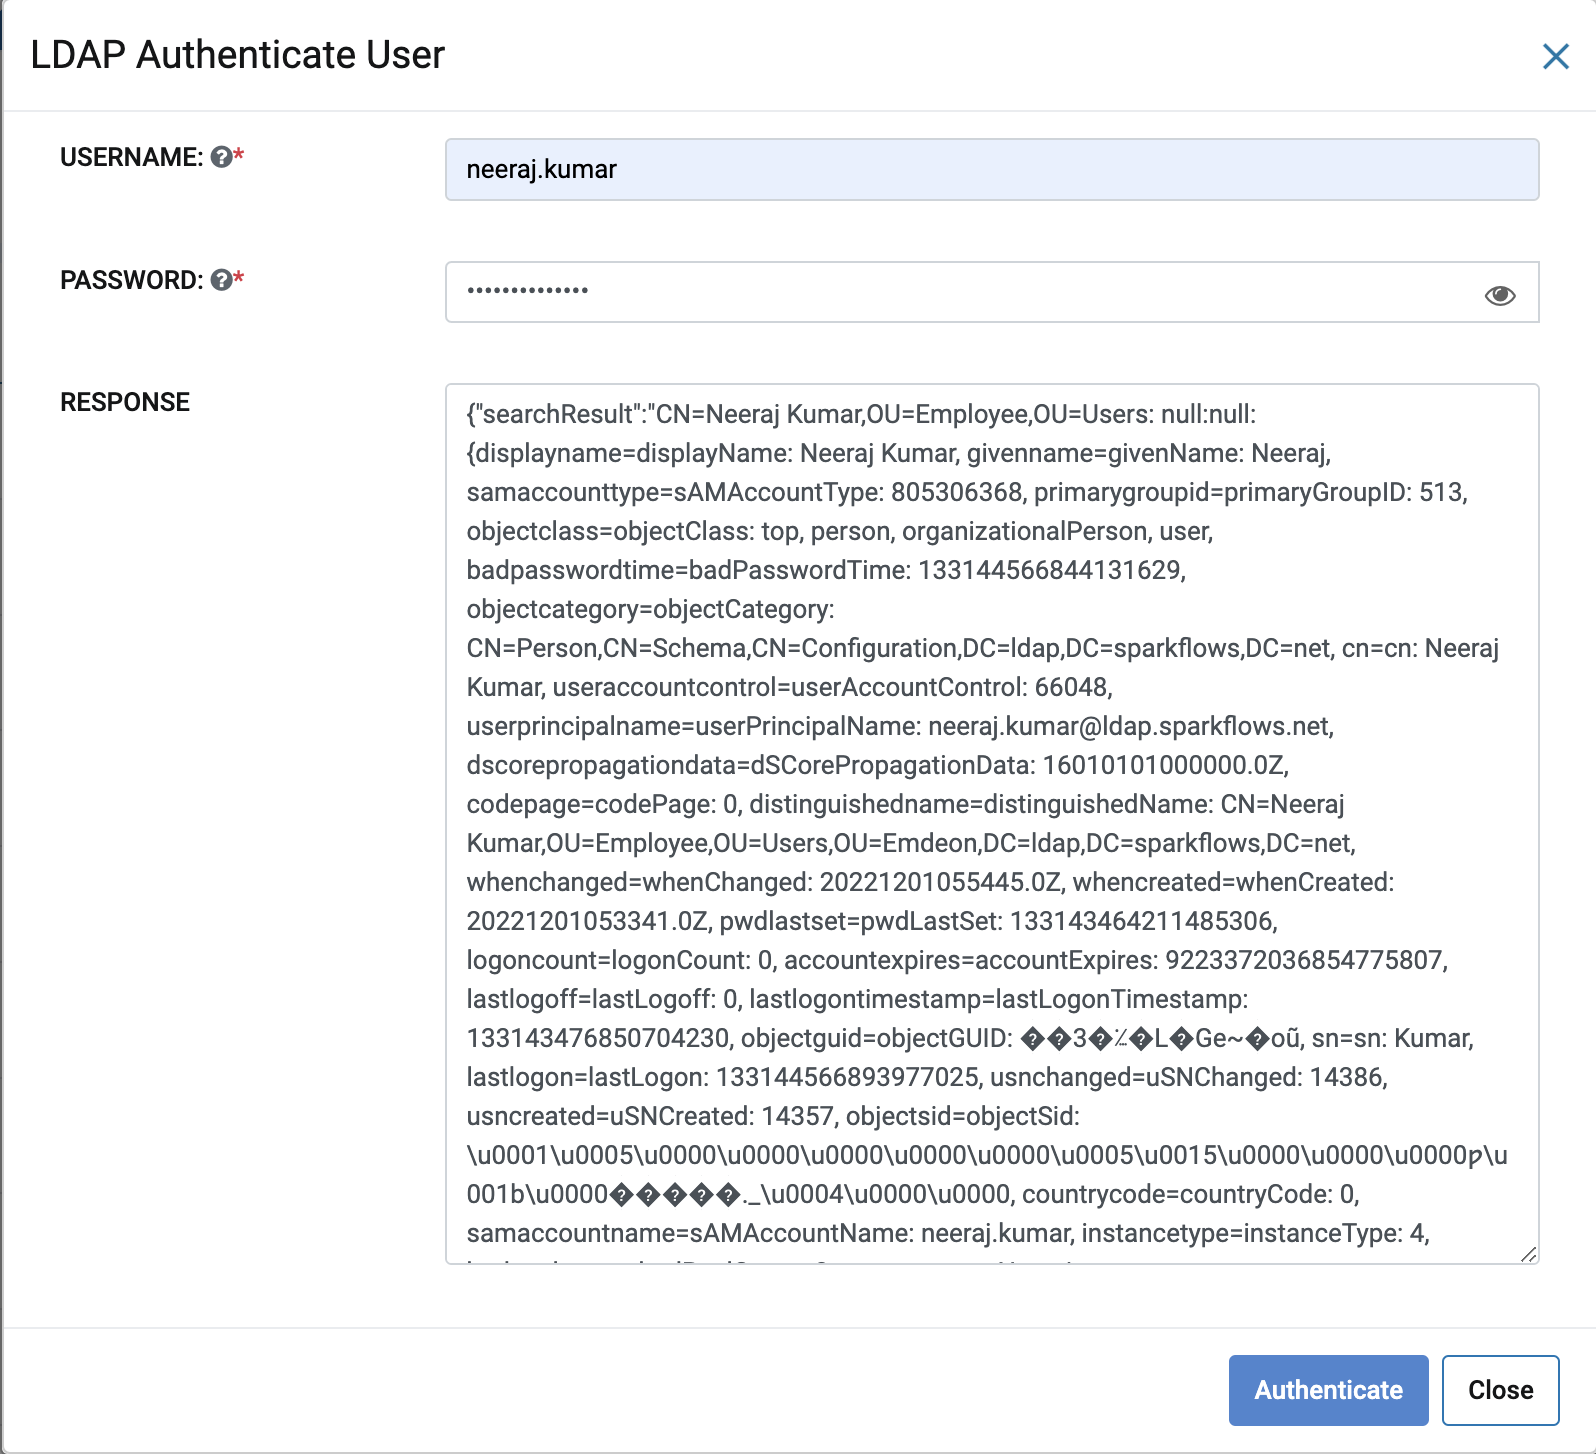 LDAP Authenticate User
USERNAME: ?*
neeraj.kumar
PASSWORD: ?*
••••••••••••••
RESPONSE
{"searchResult":"CN=Neeraj Kumar,OU=Employee,OU=Users: null:null:
{displayname=displayName: Neeraj Kumar, givenname=givenName: Neeraj,
samaccounttype=sAMAccountType: 805306368, primarygroupid=primaryGroupID: 513,
objectclass=objectClass: top, person, organizationalPerson, user,
badpasswordtime=badPasswordTime: 133144566844131629,
objectcategory=objectCategory:
CN=Person,CN=Schema,CN=Configuration,DC=ldap,DC=sparkflows,DC=net, cn=cn: Neeraj
Kumar, useraccountcontrol=userAccountControl: 66048,
userprincipalname=userPrincipalName: neeraj.kumar@ldap.sparkflows.net,
dscorepropagationdata=dSCorePropagationData: 16010101000000.0Z,
codepage=codePage: 0, distinguishedname=distinguishedName: CN=Neeraj
Kumar,OU=Employee,OU=Users,OU=Emdeon,DC=ldap,DC=sparkflows,DC=net,
whenchanged=whenChanged: 20221201055445.0Z, whencreated=whenCreated:
20221201053341.0Z, pwdlastset=pwdLastSet: 133143464211485306,
logoncount=logonCount: 0, accountexpires=accountExpires: 9223372036854775807,
lastlogoff=lastLogoff: 0, lastlogontimestamp=lastLogonTimestamp:
133143476850704230, objectguid=objectGUID: ��3�؉�L�Ge~�oũ, sn=sn: Kumar,
lastlogon=lastLogon: 133144566893977025, usnchanged=uSNChanged: 14386,
usncreated=uSNCreated: 14357, objectsid=objectSid:
\u0001\u0005\u0000\u0000\u0000\u0000\u0000\u0005\u0015\u0000\u0000\u0000ƿ\u
001b\u0000�����._\u0004\u0000\u0000, countrycode=countryCode: 0,
samaccountname=sAMAccountName: neeraj.kumar, instancetype=instanceType: 4,
Authenticate
Close